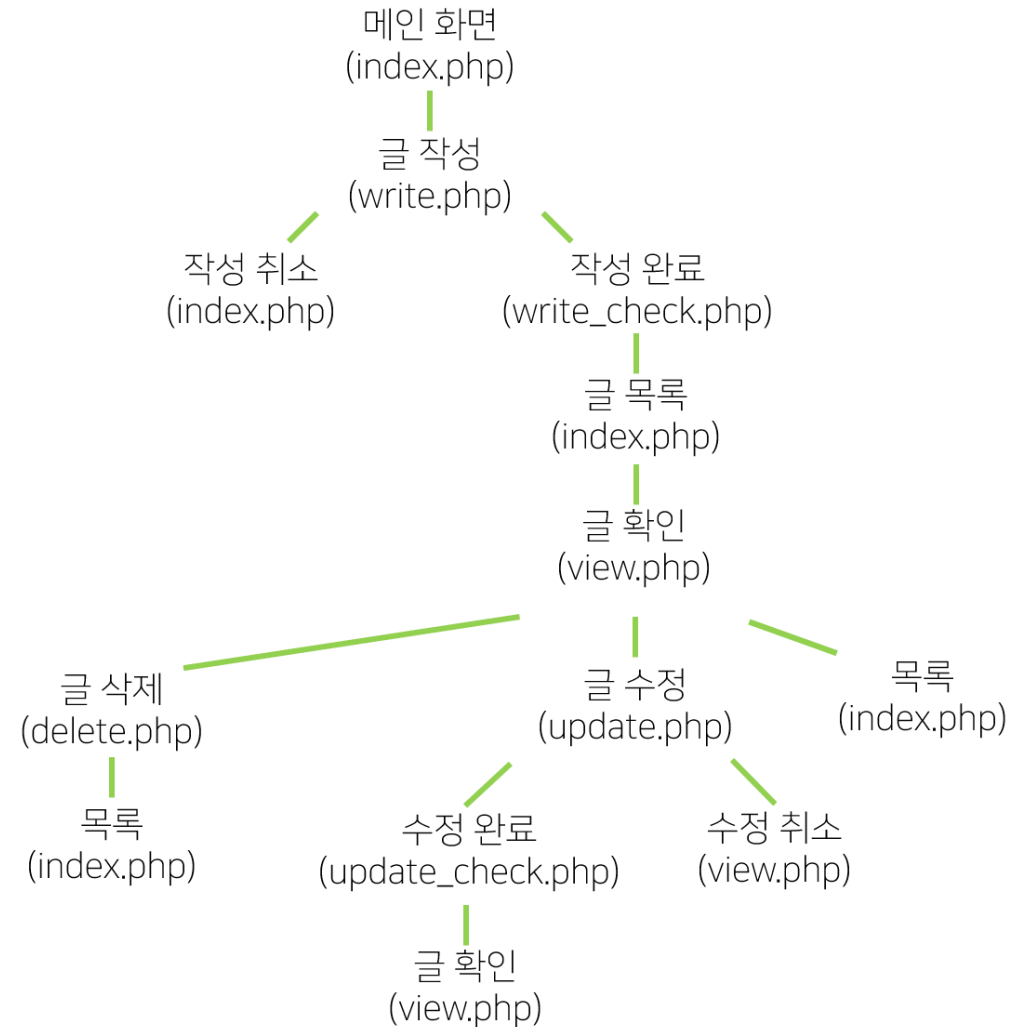 메인 화면
(index.php)
글 작성
(write.php)
작성 취소
(index.php)
작성 완료
(write_check.php)
글 목록
(index.php)
글 확인
(view.php)
글 삭제
(delete.php)
글 수정
(update.php)
목록
(index.php)
목록
(index.php)
수정 완료
(update_check.php)
수정 취소
(view.php)
글 확인
(view.php)